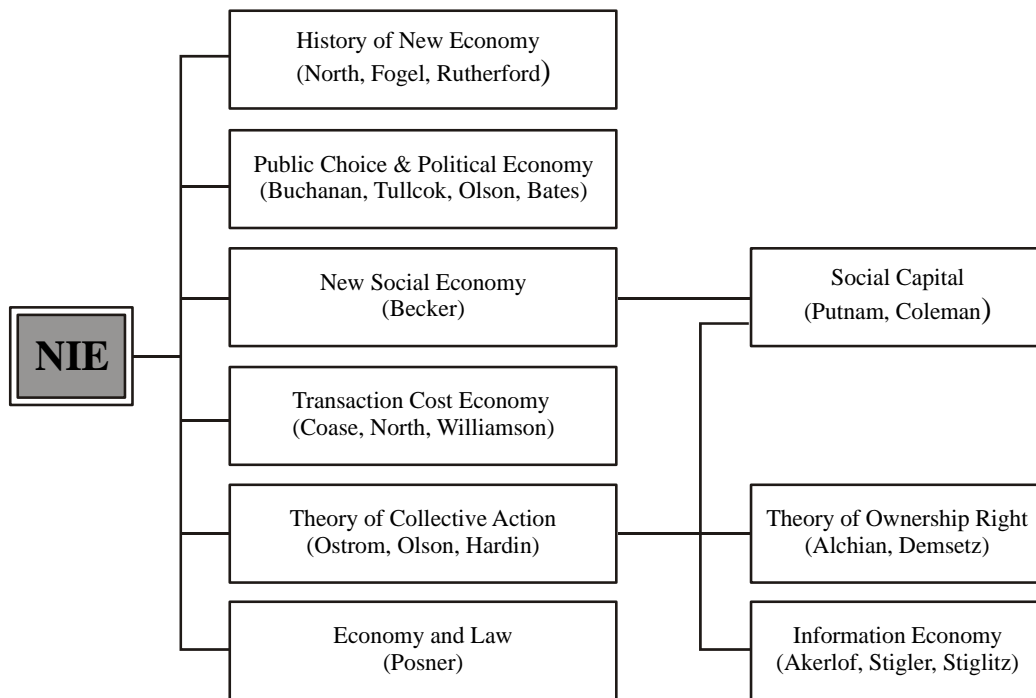 History of New Economy
(North, Fogel, Rutherford)
Public Choice & Political Economy
(Buchanan, Tullcok, Olson, Bates)
New Social Economy
(Becker)
Social Capital
(Putnam, Coleman)
NIE
Transaction Cost Economy
(Coase, North, Williamson)
Theory of Collective Action
(Ostrom, Olson, Hardin)
Theory of Ownership Right
(Alchian, Demsetz)
Economy and Law
(Posner)
Information Economy
(Akerlof, Stigler, Stiglitz)